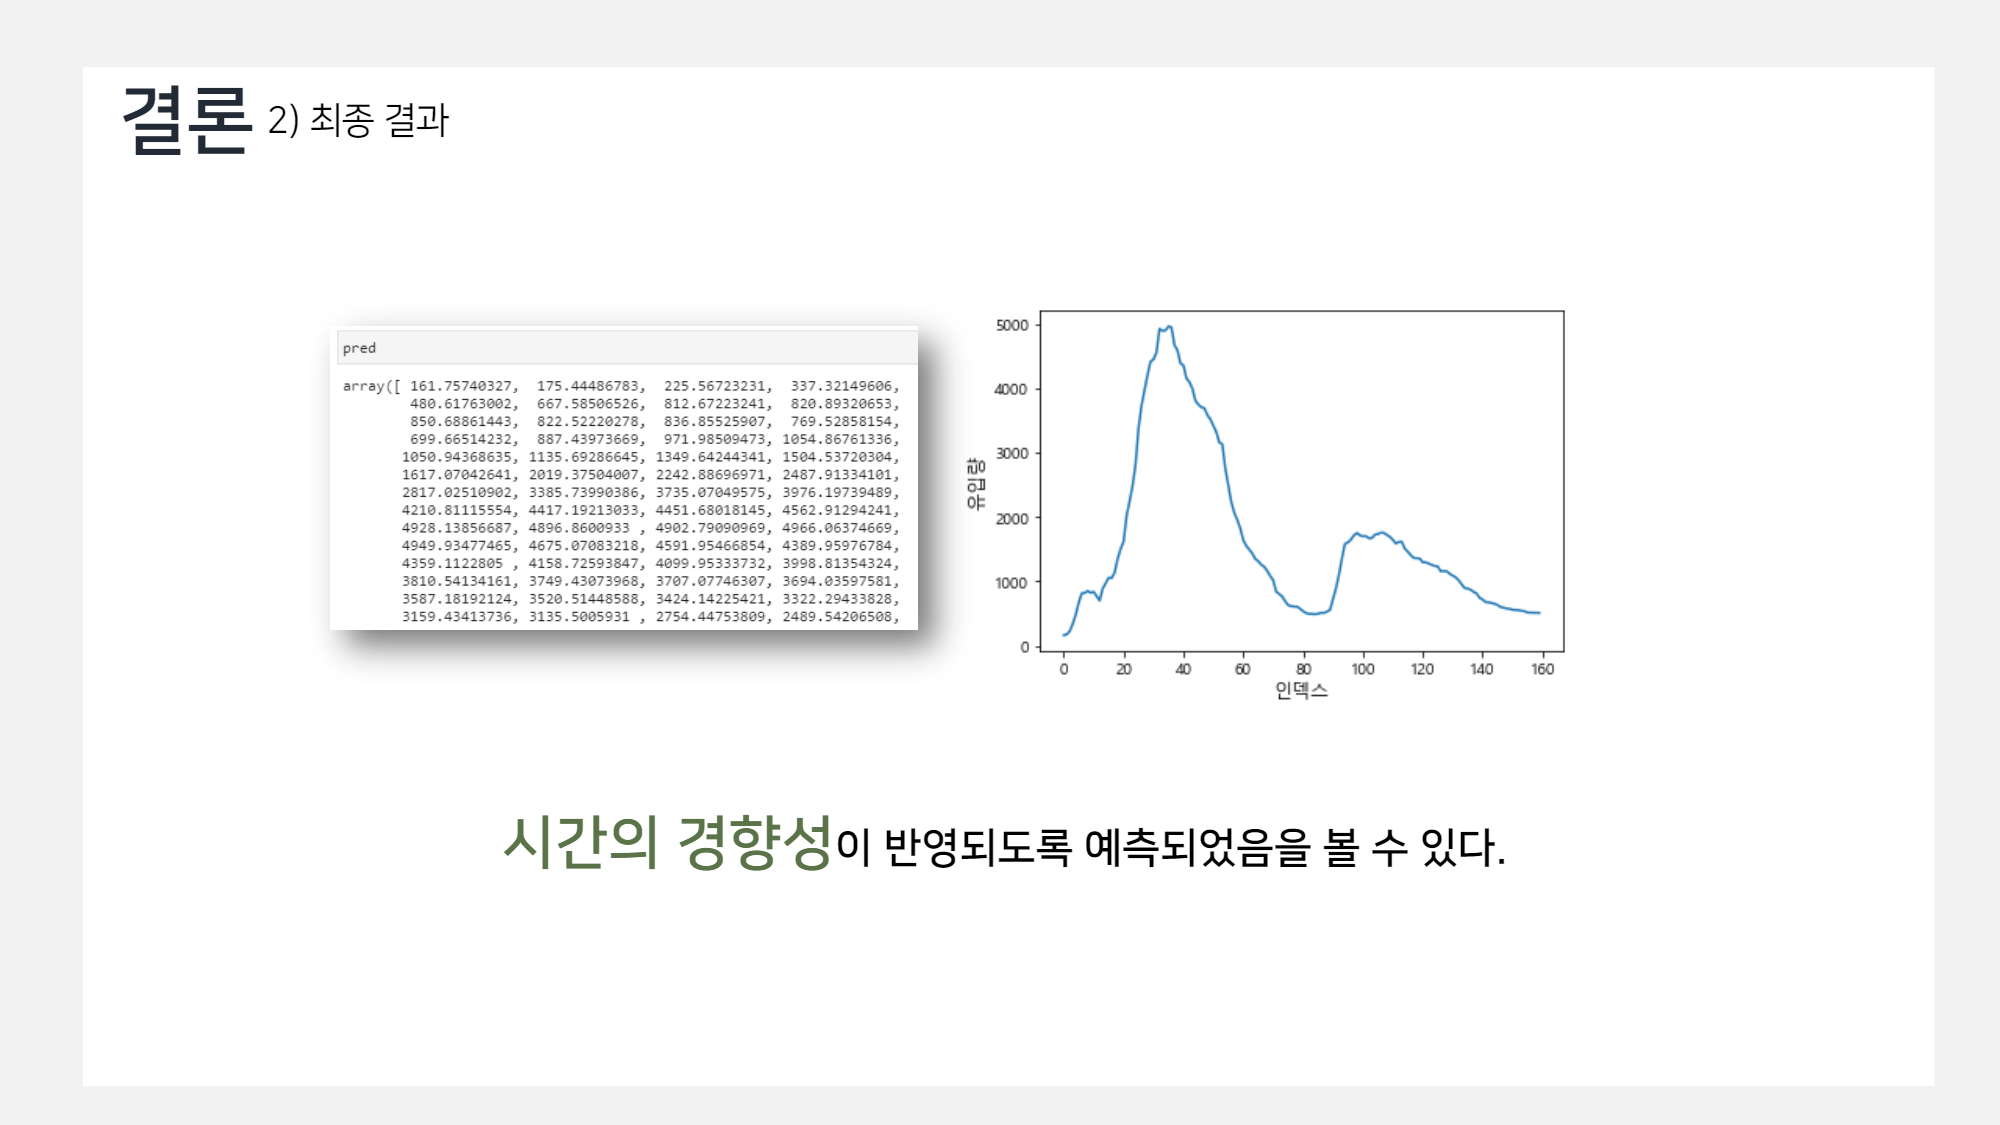 결론 2) 최종 결과
pred
array([ 161.75740327, 175.44486783, 225.56723231, 337.32149606,
480.61763002, 667.58506526, 812.67223241, 820.89320653,
850.68861443, 822.52220278, 836.85525907, 769.52858154,
699.66514232, 887.43973669, 971.98509473, 1054.86761336,
1050.94368635, 1135.69286645, 1349.64244341, 1504.53720304,
1617.07042641, 2019.37504007, 2242.88696971, 2487.91334101,
2817.02510902, 3385.73990386, 3735.07049575, 3976.19739489,
4210.81115554, 4417.19213033, 4451.68018145, 4562.91294241,
4928.13856687, 4896.8600933 , 4902.79090969, 4966.06374669,
4949.93477465, 4675.07083218, 4591.95466854, 4389.95976784,
4359.1122805 , 4158.72593847, 4099.95333732, 3998.81354324,
3810.54134161, 3749.43073968, 3707.07746307, 3694.03597581,
3587.18192124, 3520.51448588, 3424.14225421, 3322.29433828,
3159.43413736, 3135.5005931 , 2754.44753809, 2489.54206508,
5000
4000
3000
2000
1000
0
유입량
0 20 40 60 80 100 120 140 160
인덱스
시간의 경향성이 반영되도록 예측되었음을 볼 수 있다.